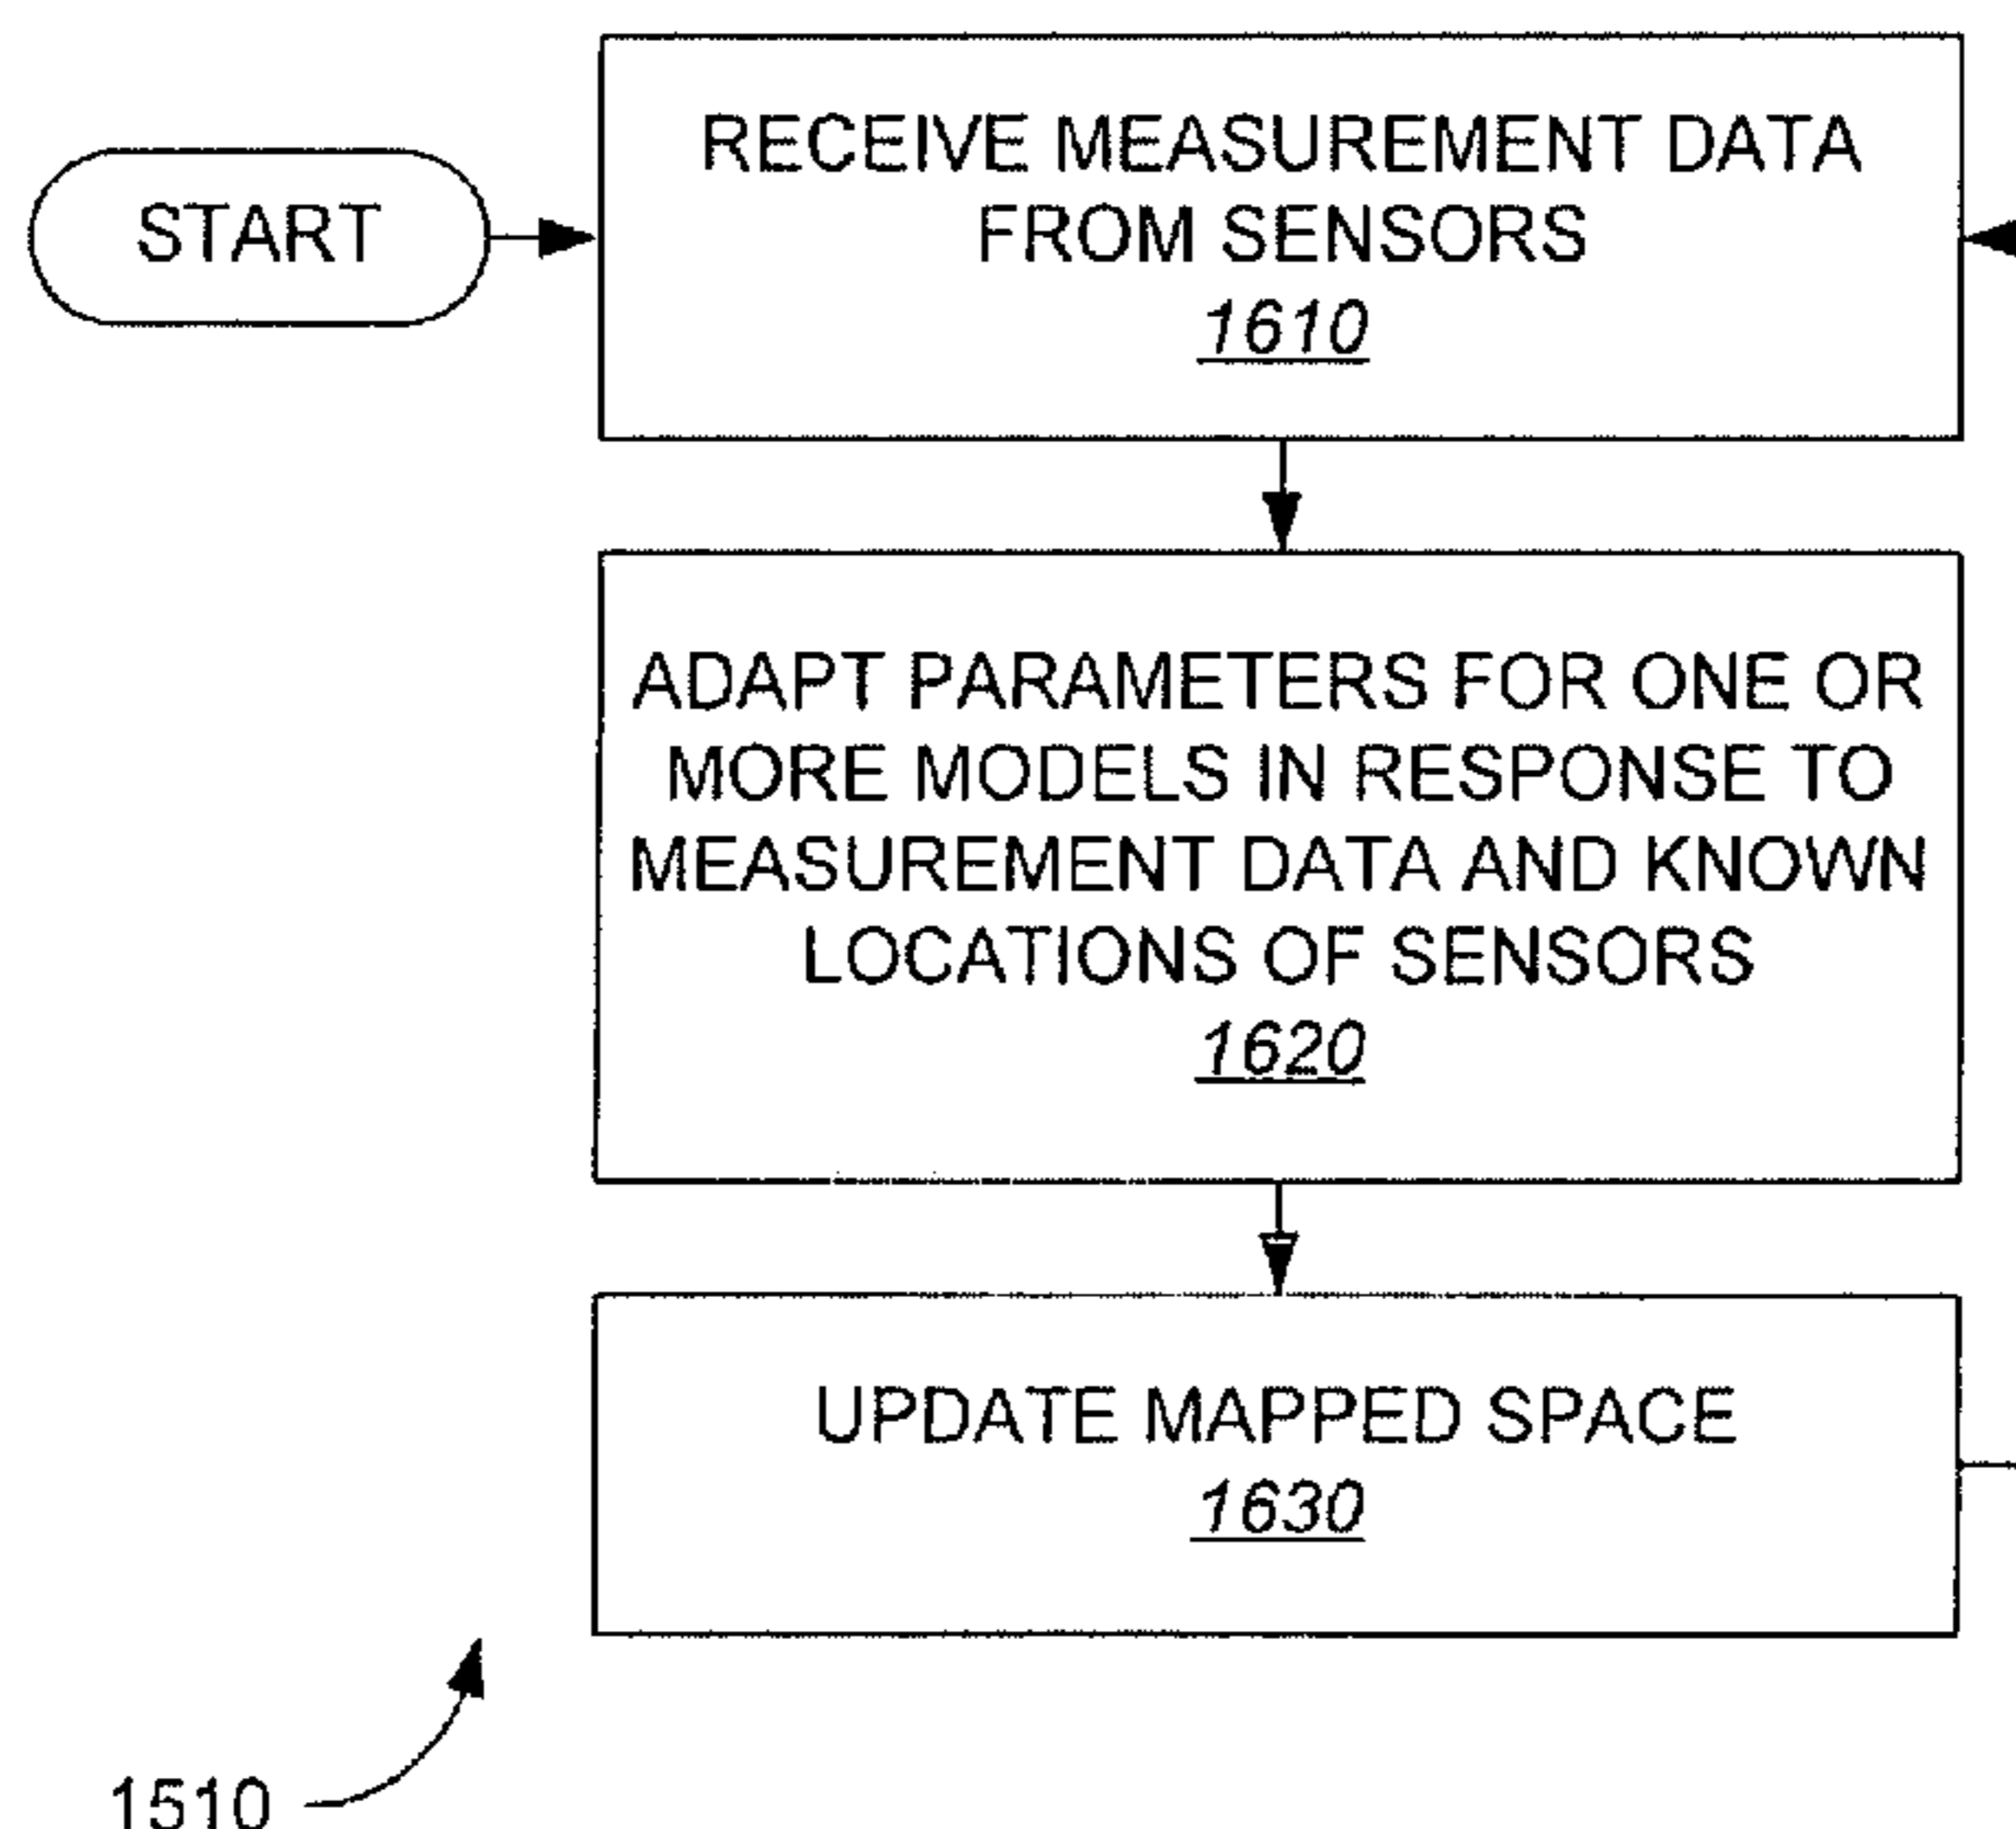 START
RECEIVE MEASUREMENT DATA
FROM SENSORS
1610
ADAPT PARAMETERS FOR ONE OR
MORE MODELS IN RESPONSE TO
MEASUREMENT DATA AND KNOWN
LOCATIONS OF SENSORS
1620
UPDATE MAPPED SPACE
1630
1510